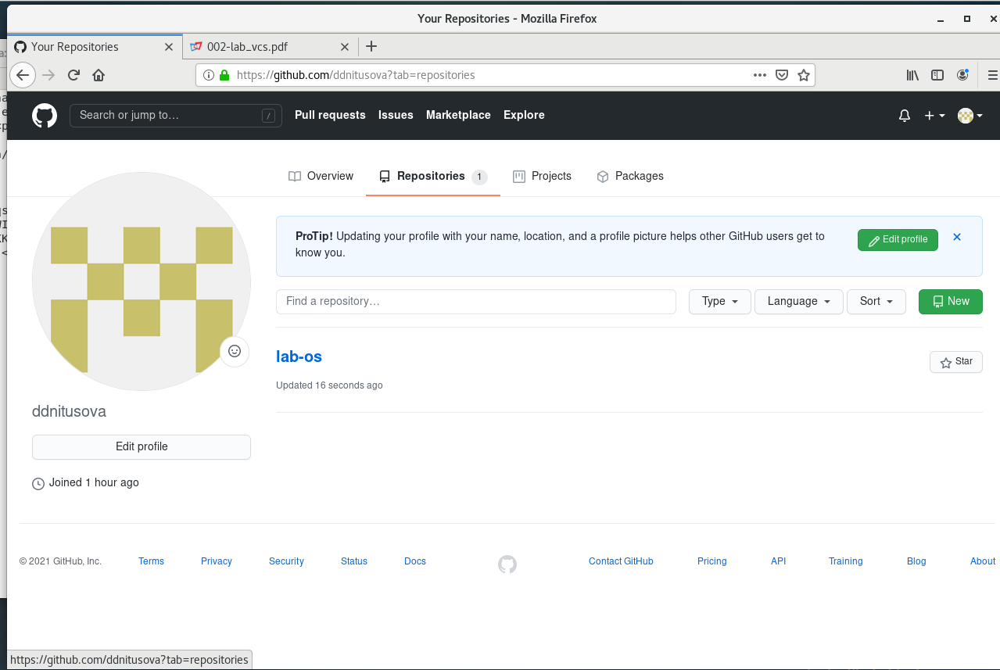 Your Repositories - Mozilla Firefox
Your Repositories
002-lab_vcs.pdf
https://github.com/ddnitusova?tab=repositories
Search or jump to…
/
Pull requests
Issues
Marketplace
Explore
Overview
Repositories 1
Projects
Packages
ProTip! Updating your profile with your name, location, and a profile picture helps other GitHub users get to
know you.
Edit profile
Find a repository…
Type
Language
Sort
New
lab-os
Star
Updated 16 seconds ago
ddnitusova
Edit profile
Joined 1 hour ago
© 2021 GitHub, Inc.
Terms
Privacy
Security
Status
Docs
Contact GitHub
Pricing
API
Training
Blog
About
https://github.com/ddnitusova?tab=repositories